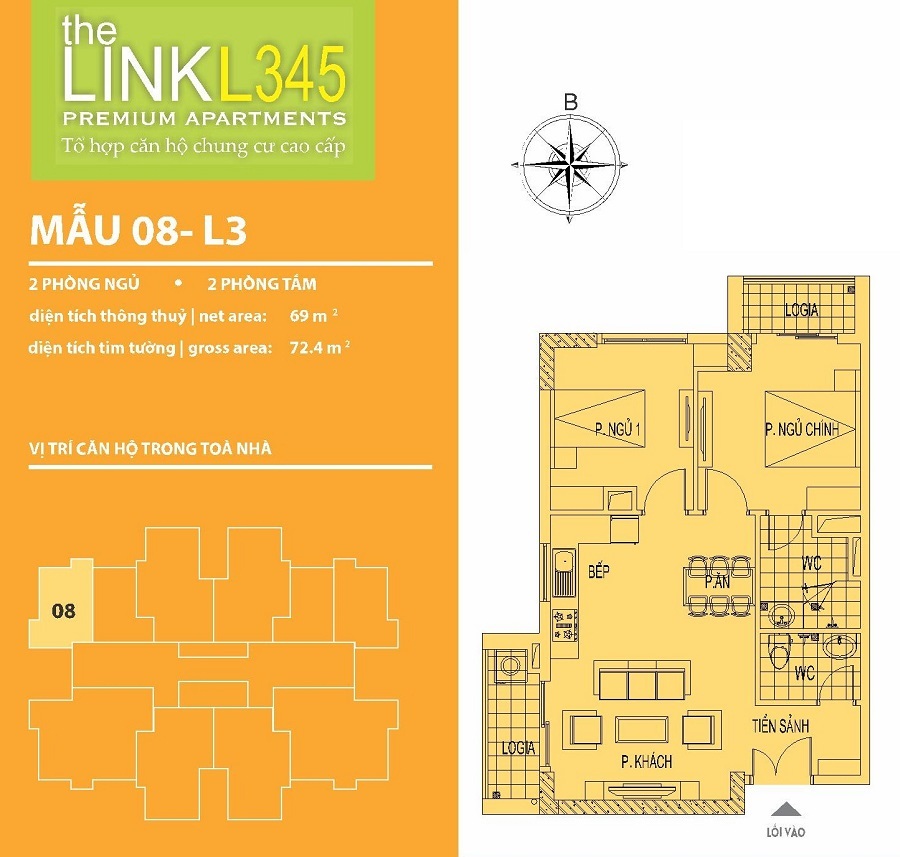 the
LINK L345
PREMIUM APARTMENTS
Tổ hợp căn hộ chung cư cao cấp
MẪU 08- L3
2 PHÒNG NGỦ • 2 PHÒNG TẮM
diện tích thông thuỷ | net area: 69 m²
diện tích tim tường | gross area: 72.4 m²
VỊ TRÍ CĂN HỘ TRONG TOÀ NHÀ
08
B
LOGIA
P. NGỦ 1
P. NGỦ CHÍNH
BẾP
P.ĂN
WC
WC
TIỀN SẢNH
LOGIA
P. KHÁCH
LỐI VÀO